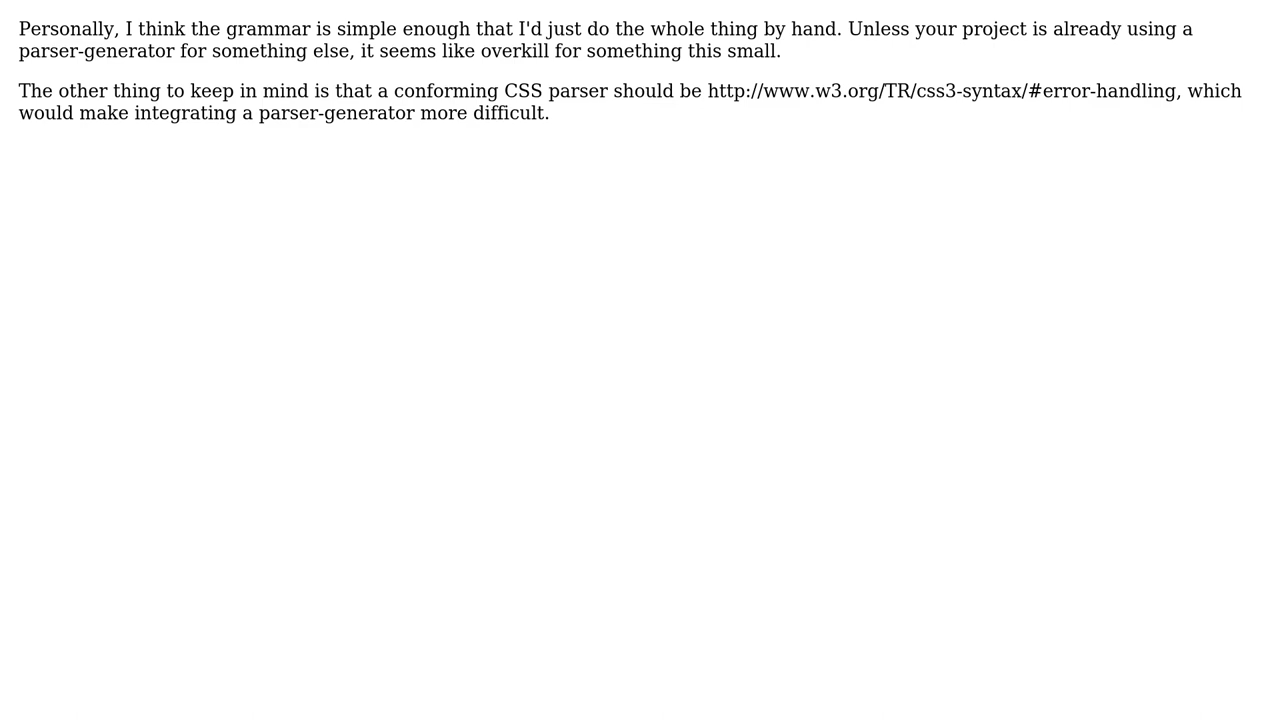 Personally, I think the grammar is simple enough that I'd just do the whole thing by hand. Unless your project is already using a
parser-generator for something else, it seems like overkill for something this small.
The other thing to keep in mind is that a conforming CSS parser should be http://www.w3.org/TR/css3-syntax/#error-handling, which
would make integrating a parser-generator more difficult.